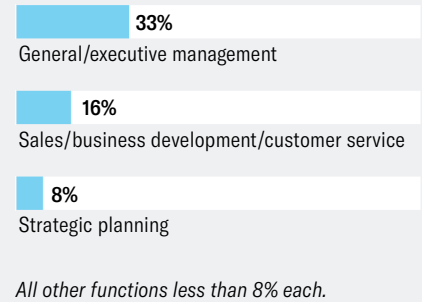 33%
General/executive management
16%
Sales/business development/customer service
8%
Strategic planning
All other functions less than 8% each.